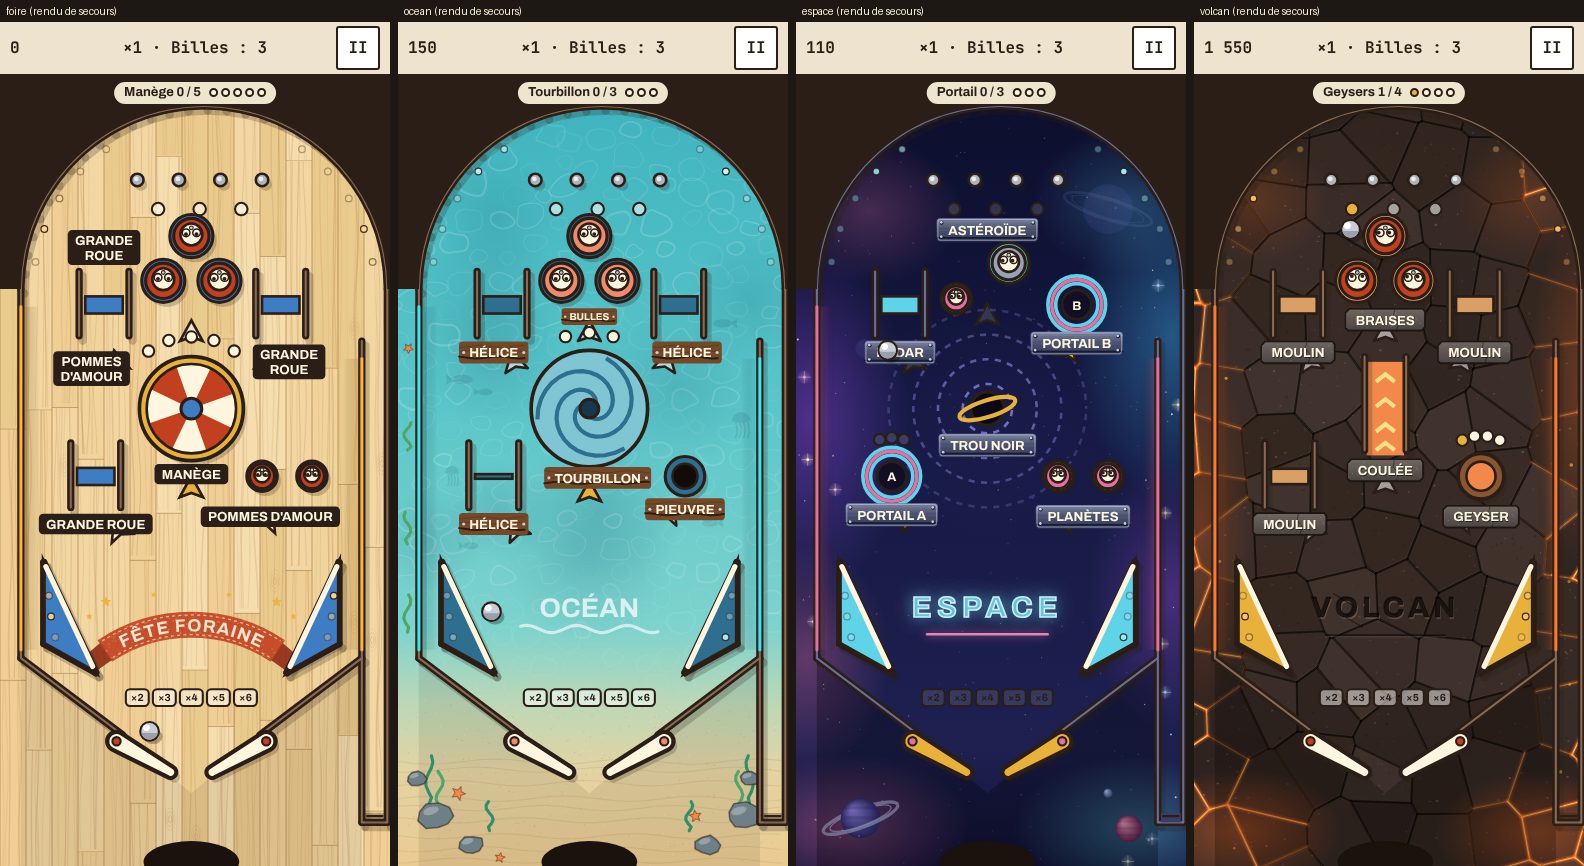 foire (rendu de secours)
0
×1 · Billes : 3
II
Manège 0 / 5
GRANDE
ROUE
POMMES
D'AMOUR
GRANDE
ROUE
MANÈGE
GRANDE ROUE
POMMES D'AMOUR
FÊTE FORAINE
×2 ×3 ×4 ×5 ×6
ocean (rendu de secours)
150
×1 · Billes : 3
II
Tourbillon 0 / 3
BULLES
HÉLICE
HÉLICE
TOURBILLON
PIEUVRE
HÉLICE
OCÉAN
×2 ×3 ×4 ×5 ×6
espace (rendu de secours)
110
×1 · Billes : 3
II
Portail 0 / 3
ASTÉROÏDE
B
PORTAIL B
TROU NOIR
A
PORTAIL A
PLANÈTES
ESPACE
×2 ×3 ×4 ×5 ×6
volcan (rendu de secours)
1 550
×1 · Billes : 3
II
Geysers 1 / 4
BRAISES
MOULIN
MOULIN
COULÉE
MOULIN
GEYSER
VOLCAN
×2 ×3 ×4 ×5 ×6